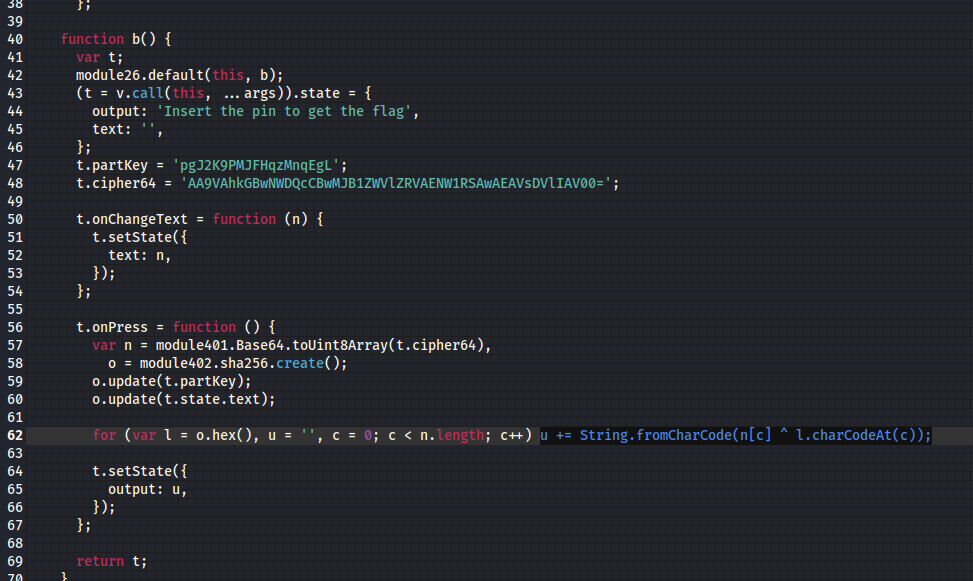 38 };
39
40 function b() {
41 var t;
42 module26.default(this, b);
43 (t = v.call(this, ...args)).state = {
44 output: 'Insert the pin to get the flag',
45 text: '',
46 };
47 t.partKey = 'pgJ2K9PMJFHqzMnqEgL';
48 t.cipher64 = 'AA9VAhkGBwNWDQcCBwMJB1ZWVlZRVAENW1RSAwAEAVsDVlIAV00=';
49
50 t.onChangeText = function (n) {
51 t.setState({
52 text: n,
53 });
54 };
55
56 t.onPress = function () {
57 var n = module401.Base64.toUint8Array(t.cipher64),
58 o = module402.sha256.create();
59 o.update(t.partKey);
60 o.update(t.state.text);
61
62 for (var l = o.hex(), u = '', c = 0; c < n.length; c++) u += String.fromCharCode(n[c] ^ l.charCodeAt(c));
63
64 t.setState({
65 output: u,
66 });
67 };
68
69 return t;
70 }